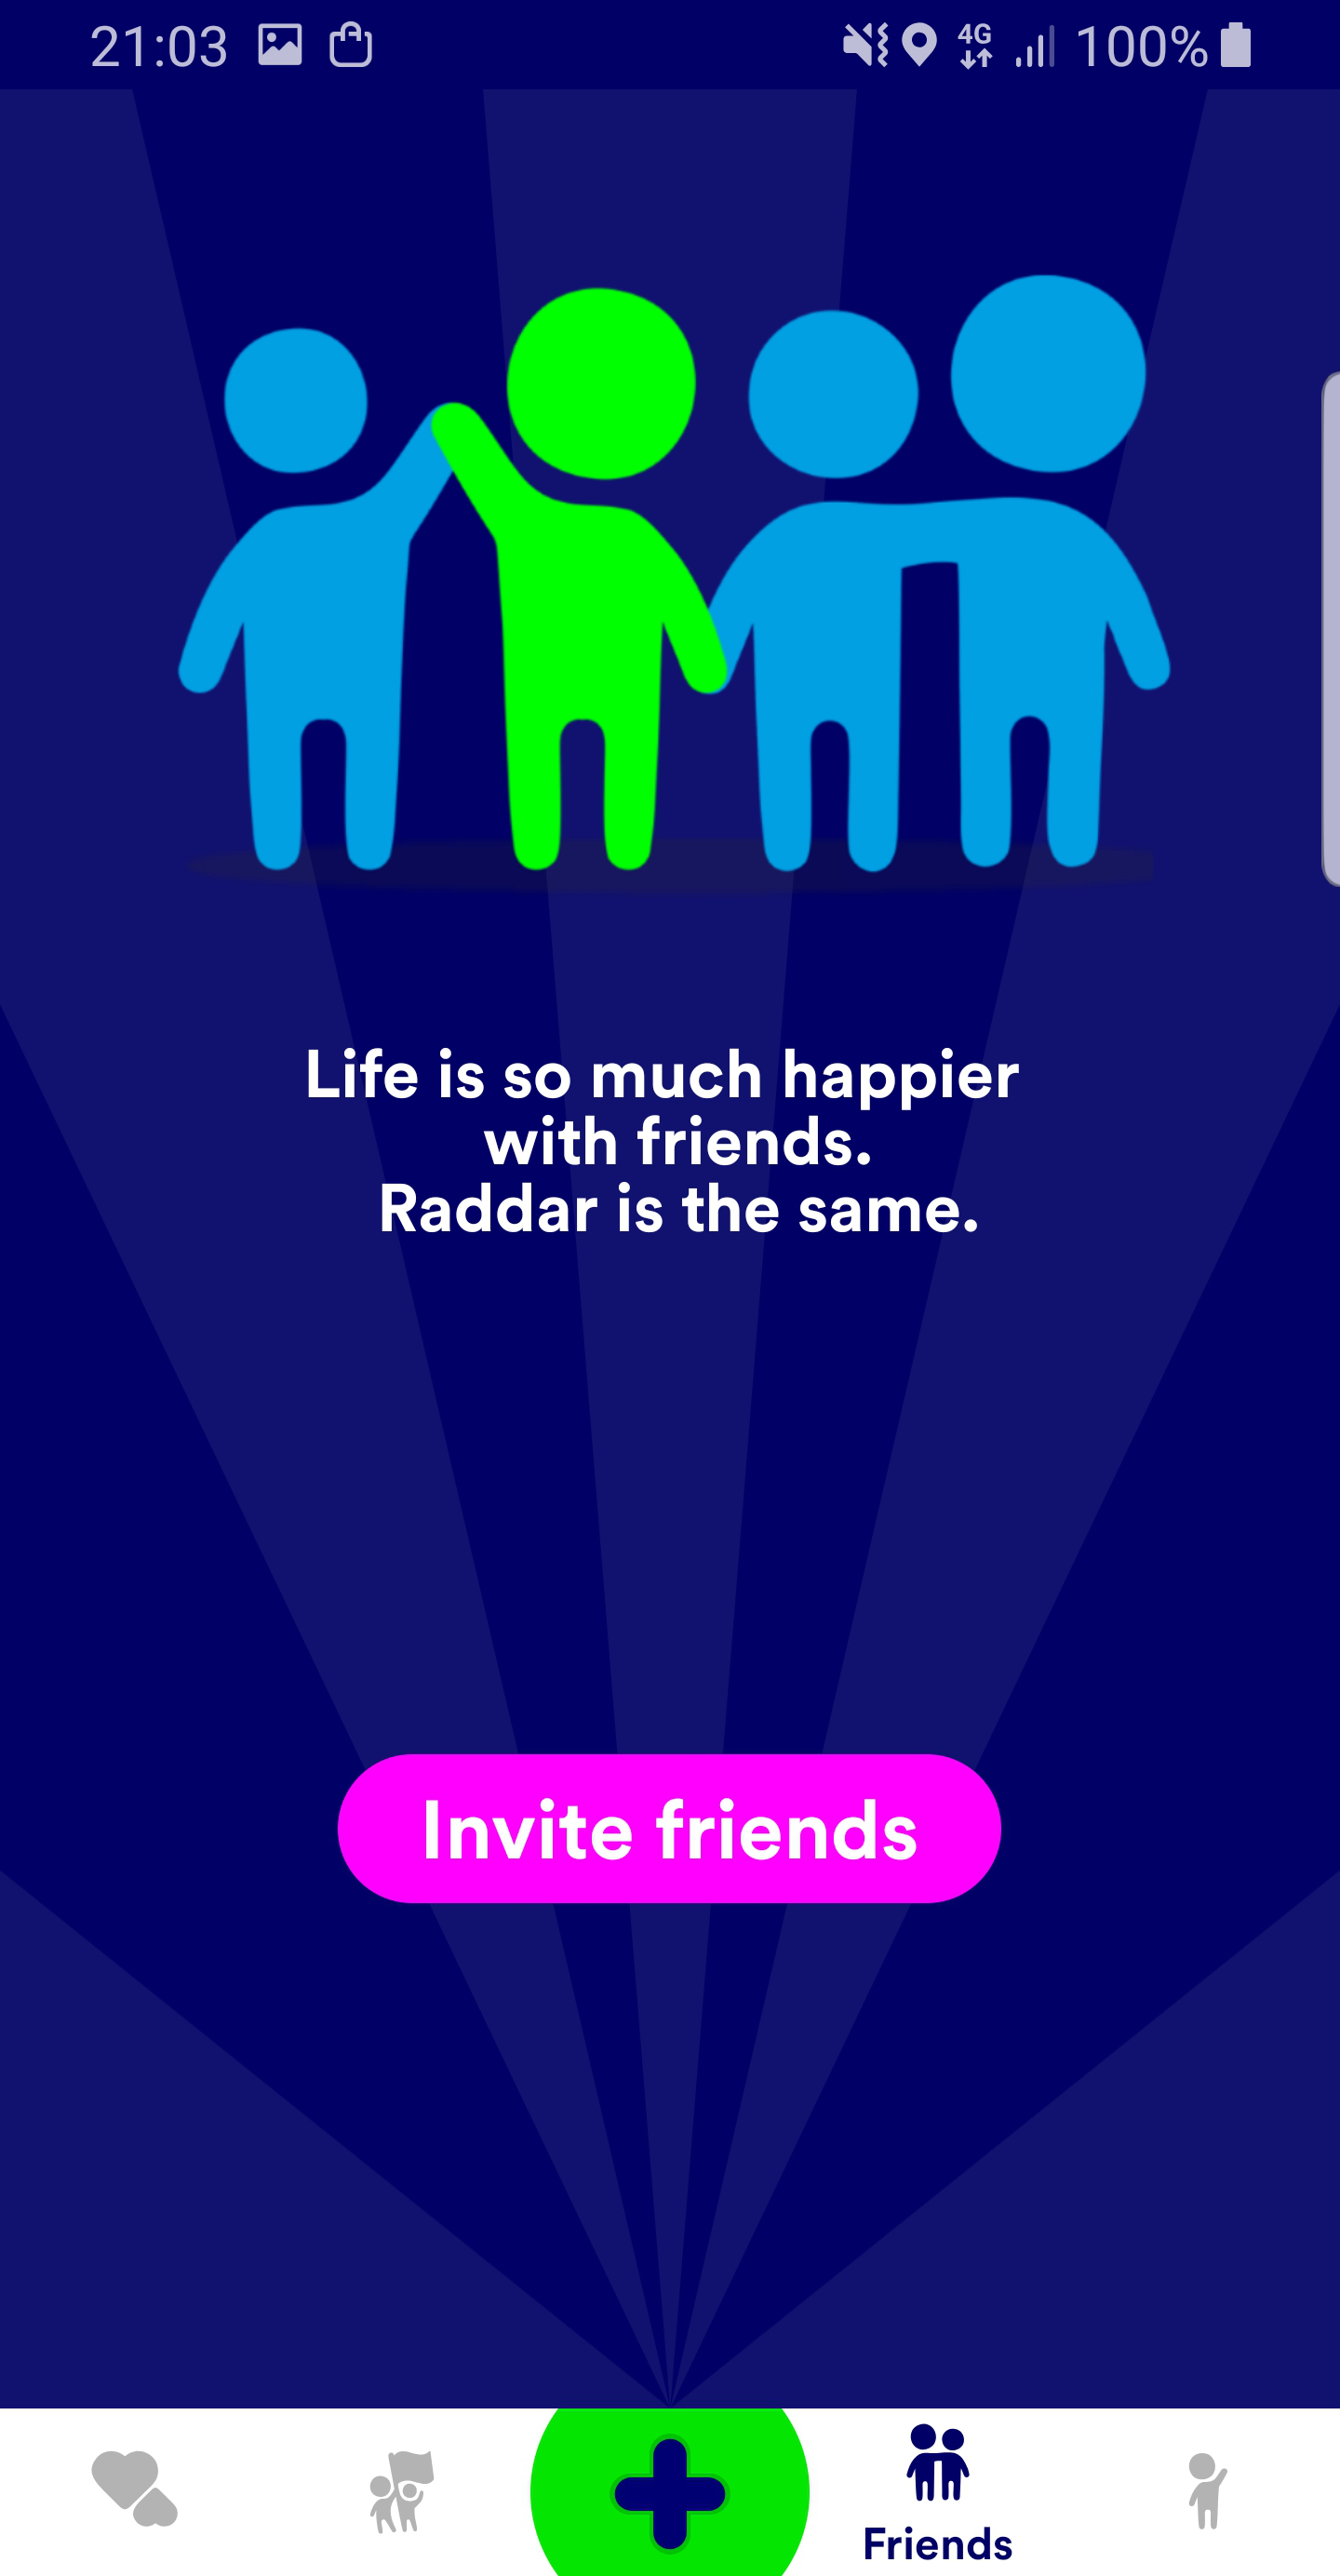 21:03 4G 100%
Life is so much happier
with friends.
Raddar is the same.
Invite friends
Friends